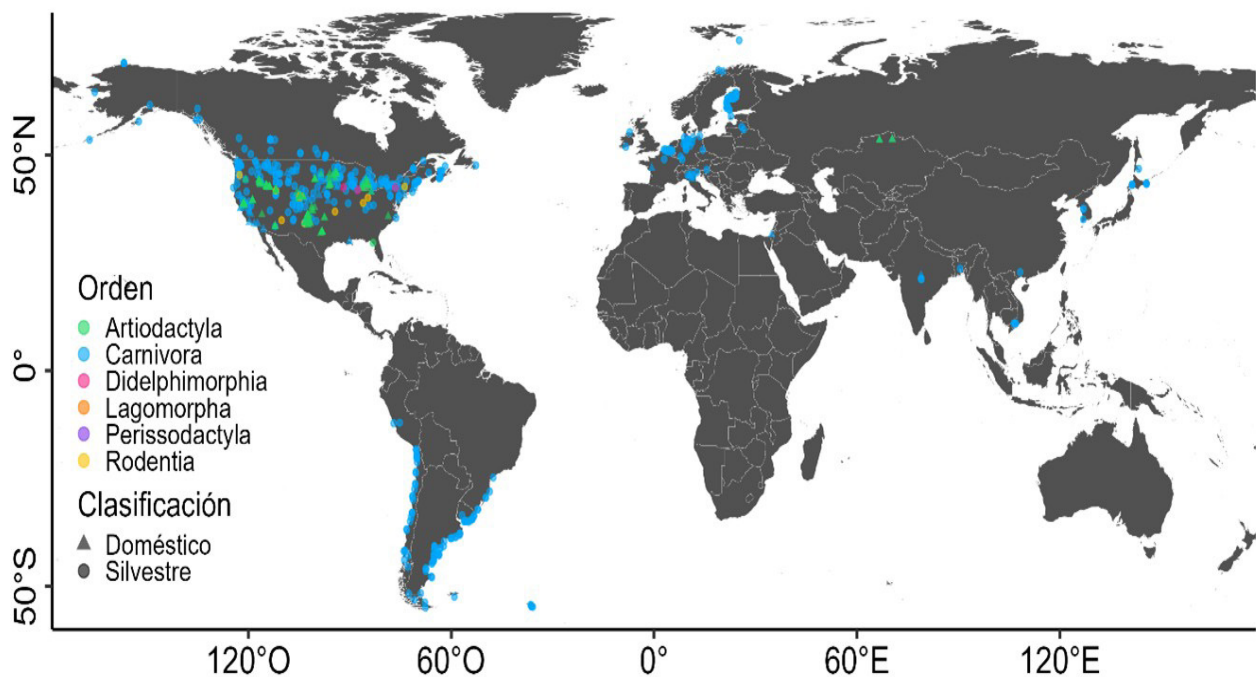 50°N
0°
50°S
Orden
Artiodactyla
Carnivora
Didelphimorphia
Lagomorpha
Perissodactyla
Rodentia
Clasificación
Doméstico
Silvestre
120°O
60°O
0°
60°E
120°E